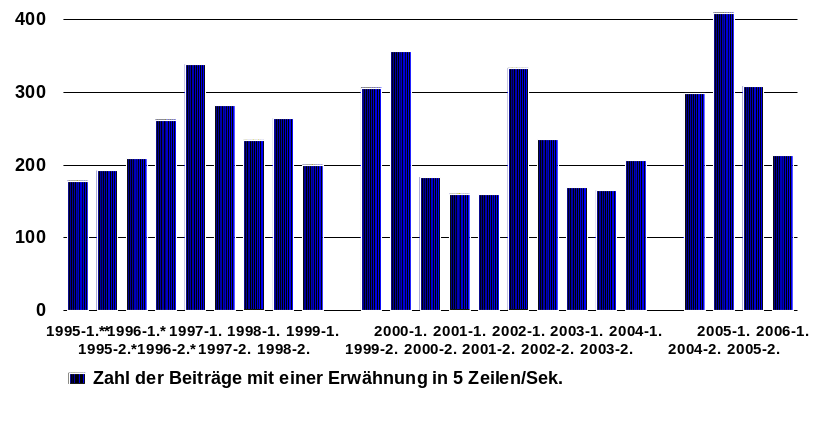 400
300
200
100
0
1995-1.** 1996-1.* 1997-1. 1998-1. 1999-1. 2000-1. 2001-1. 2002-1. 2003-1. 2004-1. 2005-1. 2006-1.
1995-2.* 1996-2.* 1997-2. 1998-2. 1999-2. 2000-2. 2001-2. 2002-2. 2003-2. 2004-2. 2005-2.
Zahl der Beiträge mit einer Erwähnung in 5 Zeilen/Sek.